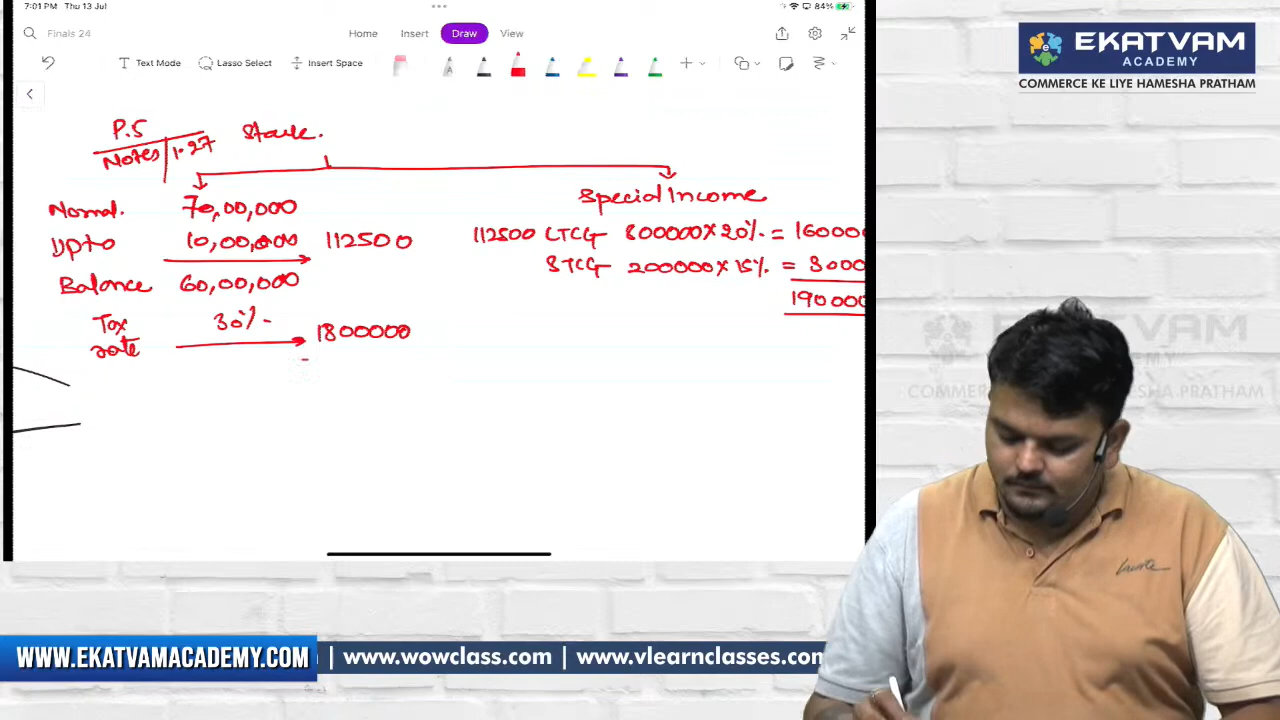 7:01 PM Thu 13 Jul
84%
Finals 24
Home Insert Draw View
Text Mode Lasso Select Insert Space
EKATVAM
ACADEMY
COMMERCE KE LIYE HAMESHA PRATHAM
P.5
Notes 1.27
Special Income
Normal. 70,00,000
Upto 10,00,000 112500
112500 LTCG 800000 x 20% = 160000
STCG 200000 x 15% = 3000
Balance 60,00,000
190000
Tax rate 30% 1800000
WWW.EKATVAMACADEMY.COM | www.wowclass.com | www.vlearnclasses.com